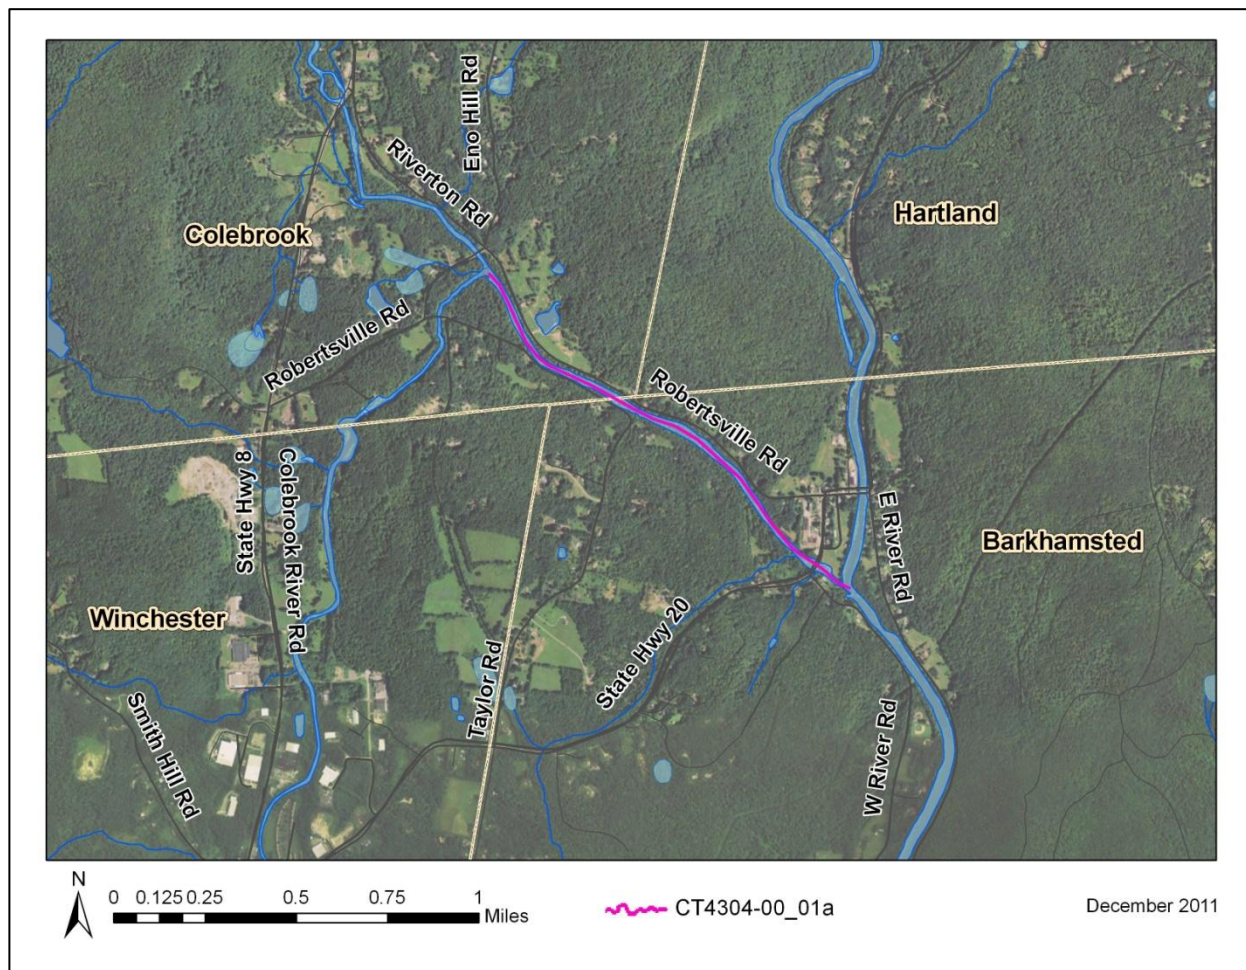 Eno Hill Rd
Riverton Rd
Hartland
Colebrook
Robertsville Rd
Robertsville Rd
State Hwy 8
Colebrook River Rd
E River Rd
Barkhamsted
Winchester
State Hwy 20
Taylor Rd
Smith Hill Rd
W River Rd
N
0 0.125 0.25 0.5 0.75 1
Miles
CT4304-00_01a
December 2011